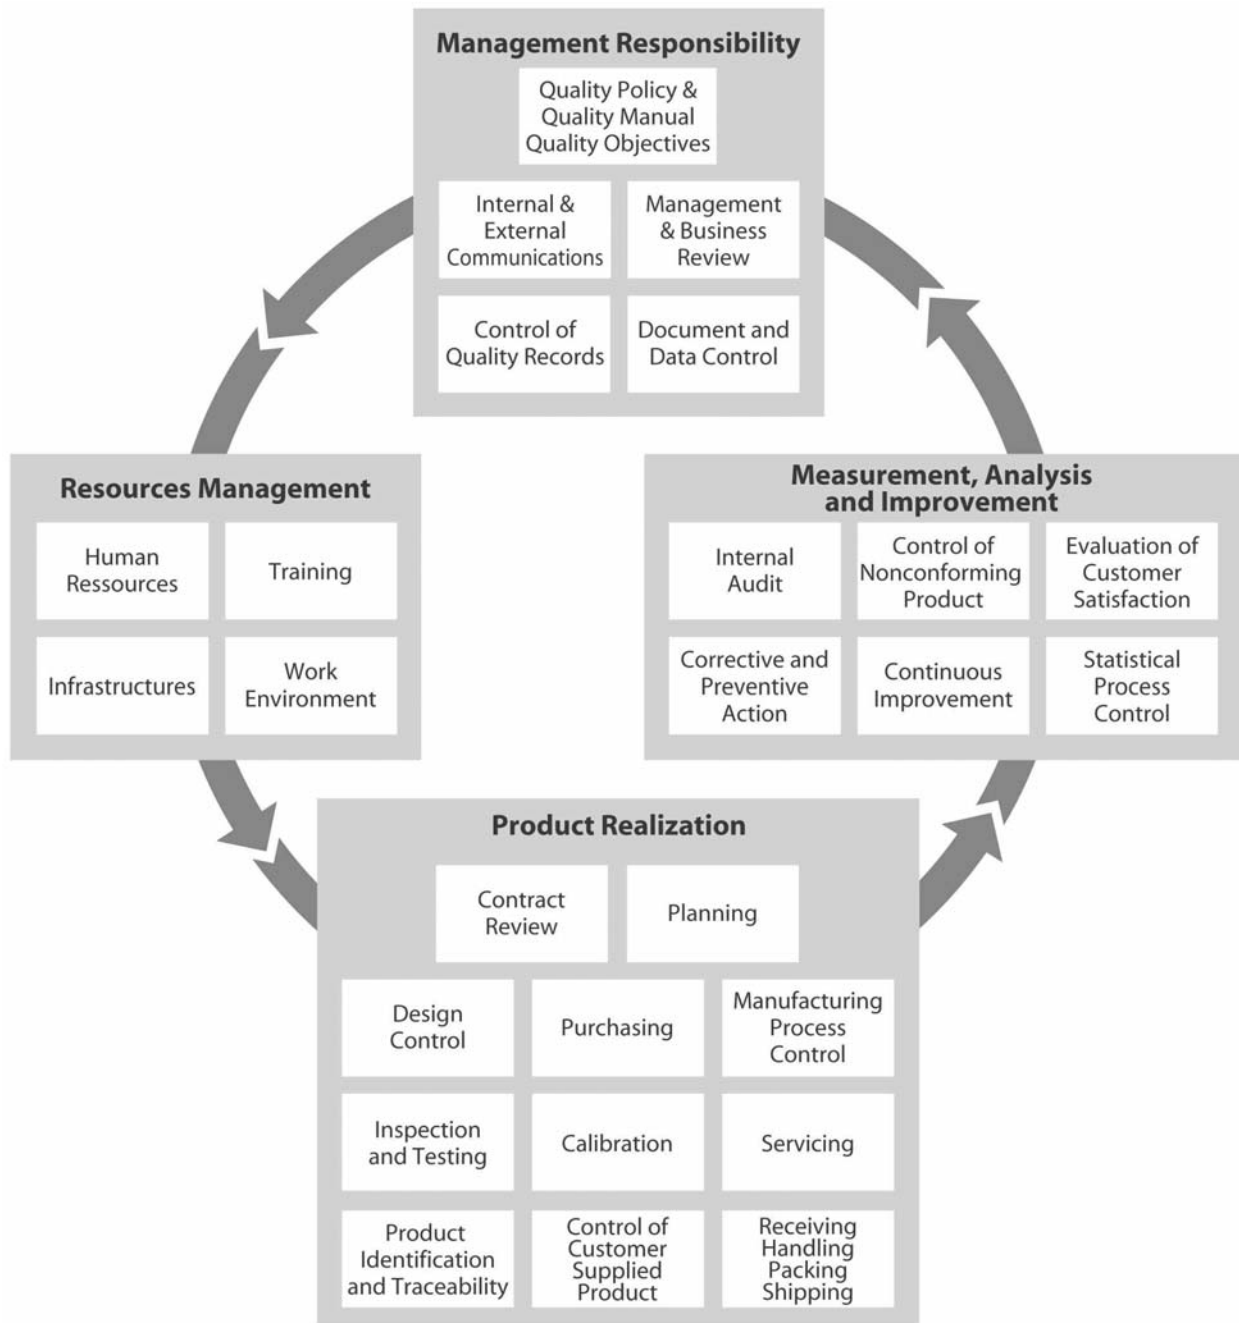 Management Responsibility
Quality Policy &
Quality Manual
Quality Objectives
Internal &
External
Communications
Management
& Business
Review
Control of
Quality Records
Document and
Data Control
Resources Management
Human
Ressources
Training
Infrastructures
Work
Environment
Measurement, Analysis
and Improvement
Internal
Audit
Control of
Nonconforming
Product
Evaluation of
Customer
Satisfaction
Corrective and
Preventive
Action
Continuous
Improvement
Statistical
Process
Control
Product Realization
Contract
Review
Planning
Design
Control
Purchasing
Manufacturing
Process
Control
Inspection
and Testing
Calibration
Servicing
Product
Identification
and Traceability
Control of
Customer
Supplied
Product
Receiving
Handling
Packing
Shipping